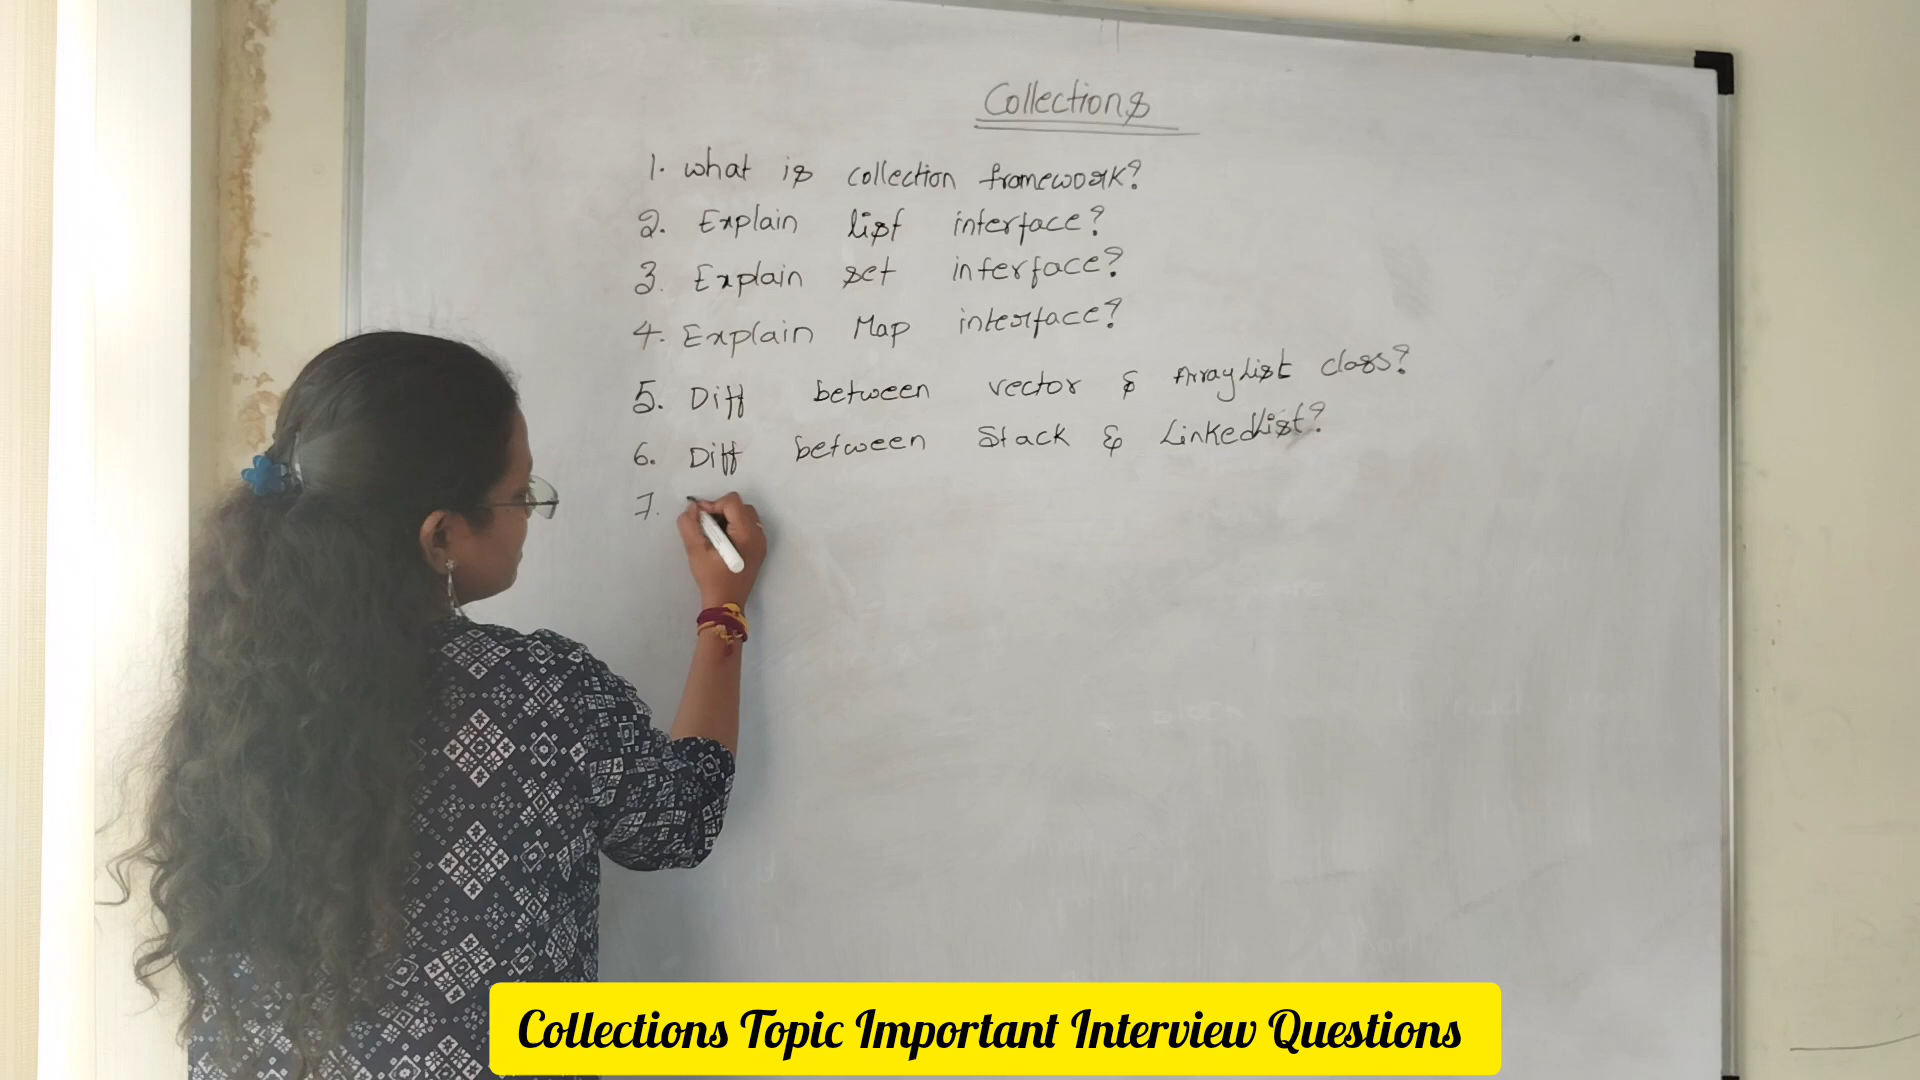 Collections
1. what is collection framework?
2. Explain list interface?
3. Explain set interface?
4. Explain Map interface?
5. Diff between vector & ArrayList class?
6. Diff between Stack & LinkedList?
7.
Collections Topic Important Interview Questions